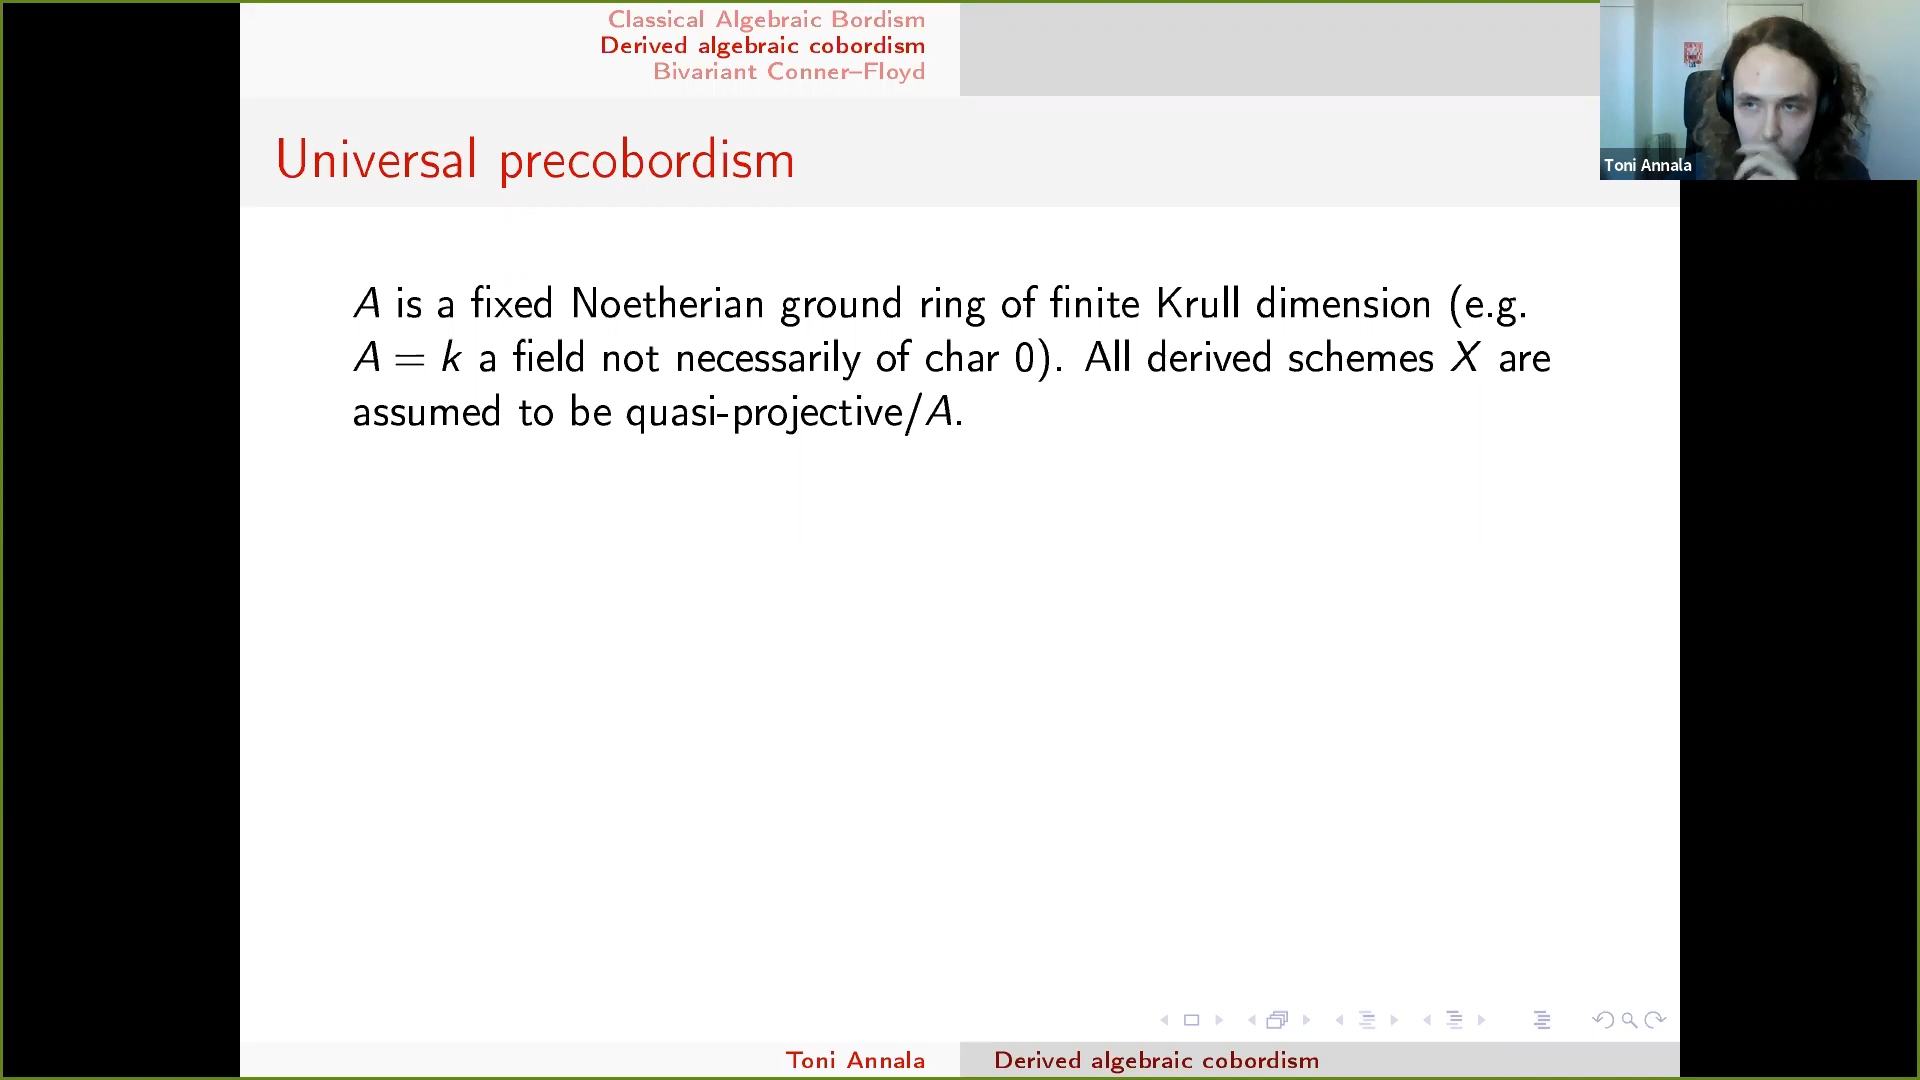 Classical Algebraic Bordism
Derived algebraic cobordism
Bivariant Conner–Floyd
Universal precobordism
Toni Annala
A is a fixed Noetherian ground ring of finite Krull dimension (e.g.
A = k a field not necessarily of char 0). All derived schemes X are
assumed to be quasi-projective/A.
Toni Annala
Derived algebraic cobordism